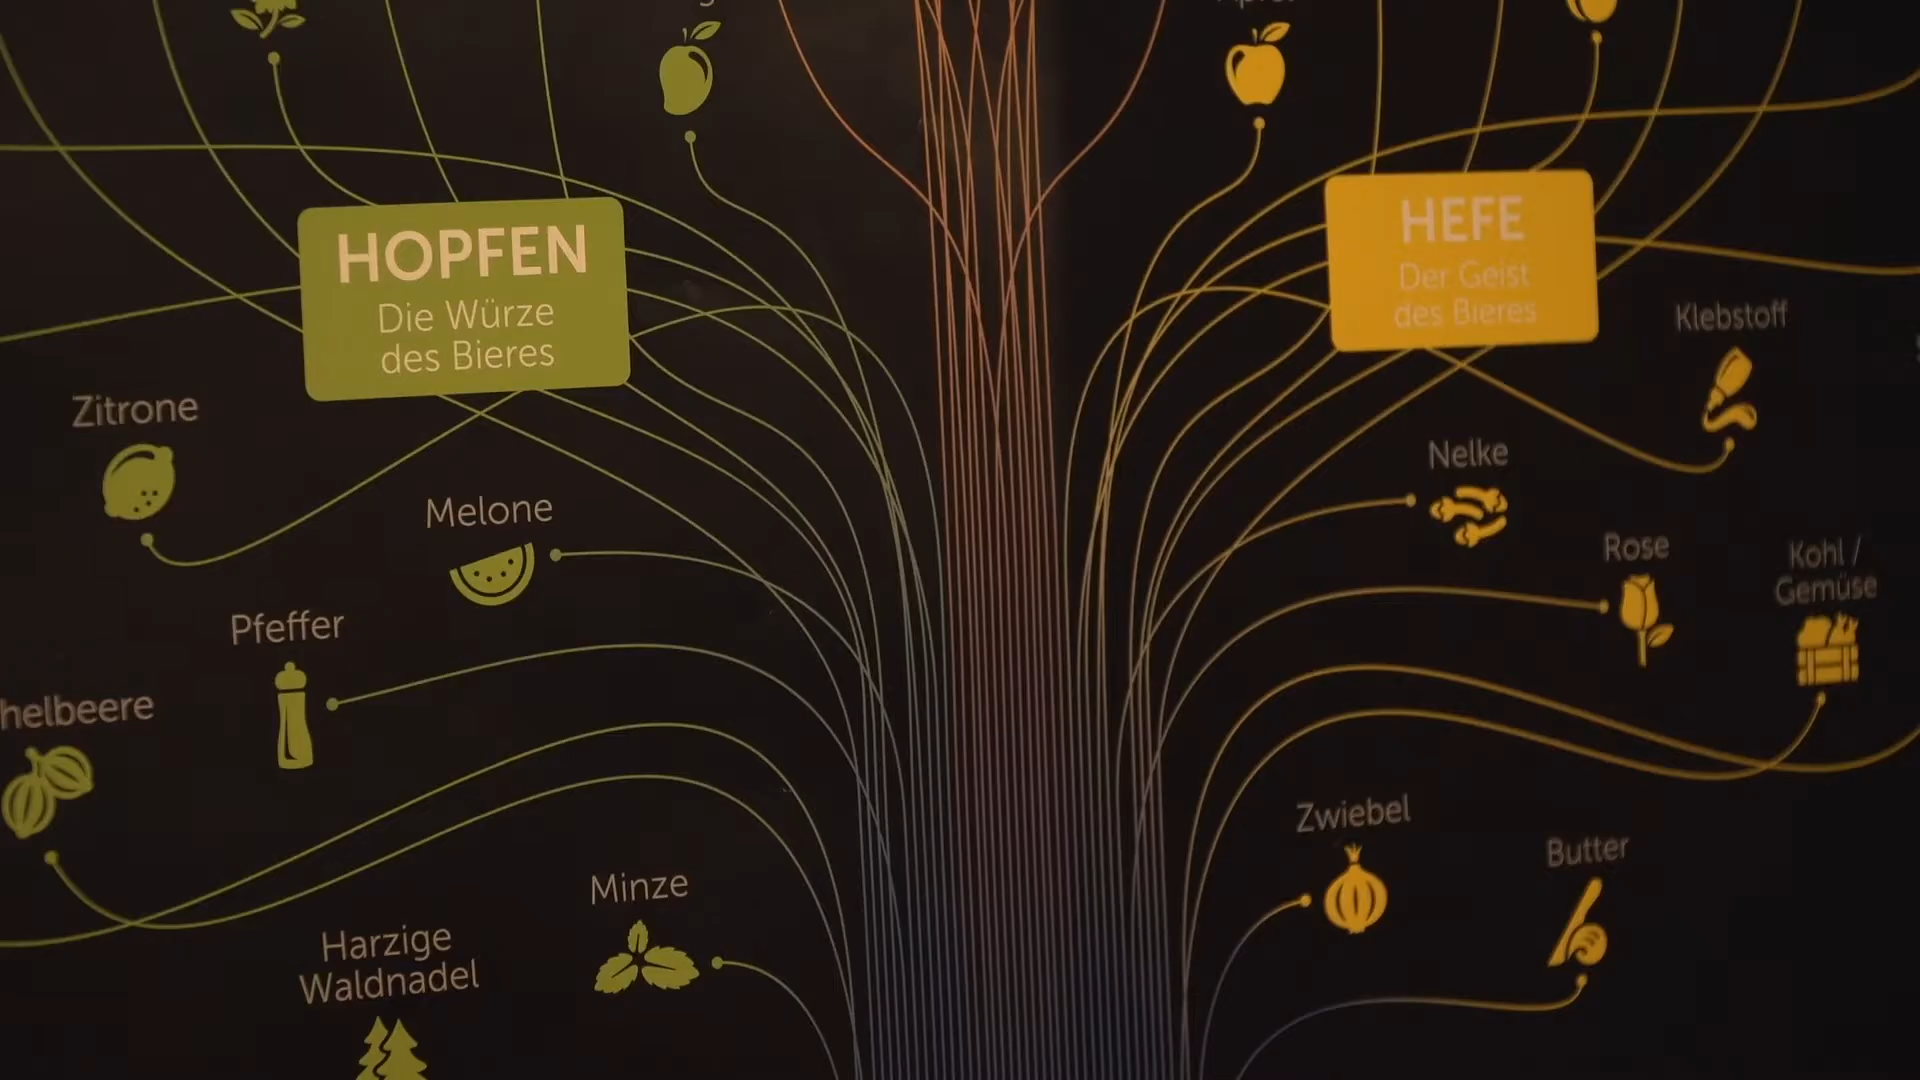 HOPFEN
Die Würze
des Bieres
HEFE
Der Geist
des Bieres
Klebstoff
Zitrone
Nelke
Melone
Rose
Kohl /
Gemüse
Pfeffer
helbeere
Zwiebel
Butter
Minze
Harzige
Waldnadel